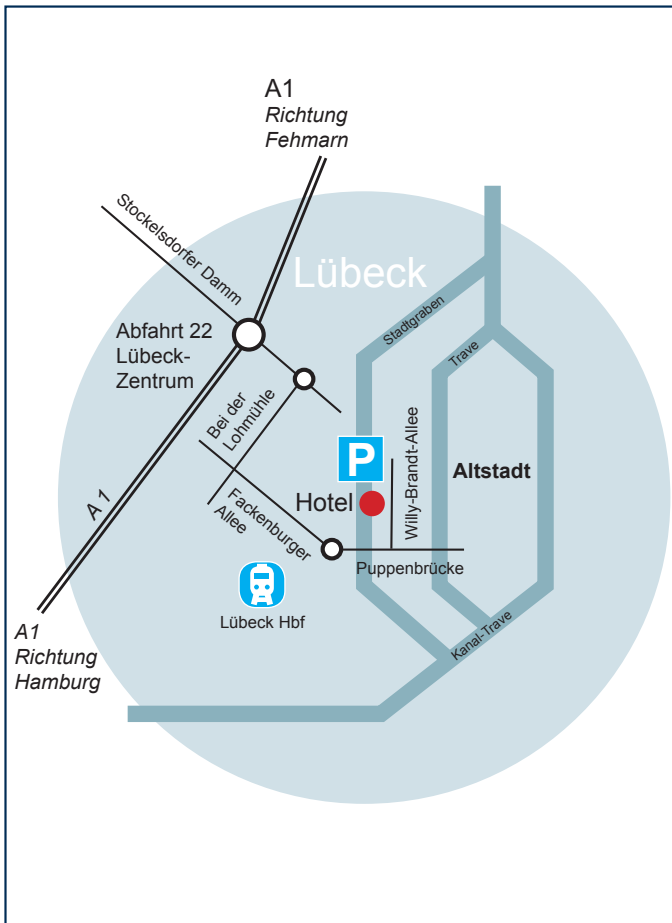 A1
Richtung
Fehmarn
Stockelsdorfer Damm
Lübeck
Stadtgraben
Abfahrt 22
Lübeck-
Zentrum
Trave
Bei der
Lohmühle
P
Willy-Brandt-Allee
Altstadt
A 1
Hotel
Fackenburger
Allee
Puppenbrücke
Lübeck Hbf
Kanal-Trave
A1
Richtung
Hamburg